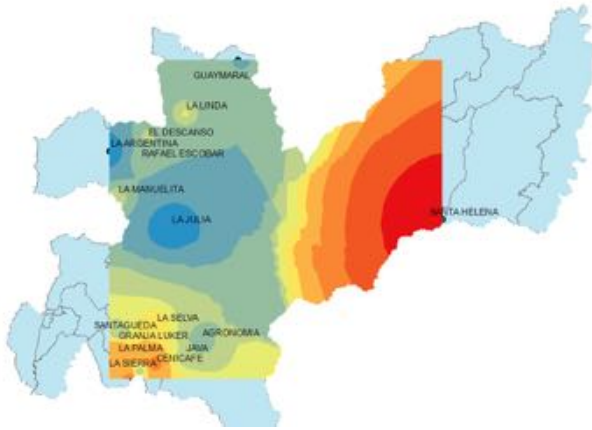 GUAYMARAL
LA LINDA
EL DESCANSO
LA ARGENTINA
RAFAEL ESCOBAR
LA MANUELITA
LA JULIA
SANTA HELENA
LA SELVA
SANTAGUEDA
AGRONOMIA
GRANJA LUKER
LA PALMA
JAVA
CENICAFE
LA SIERRA